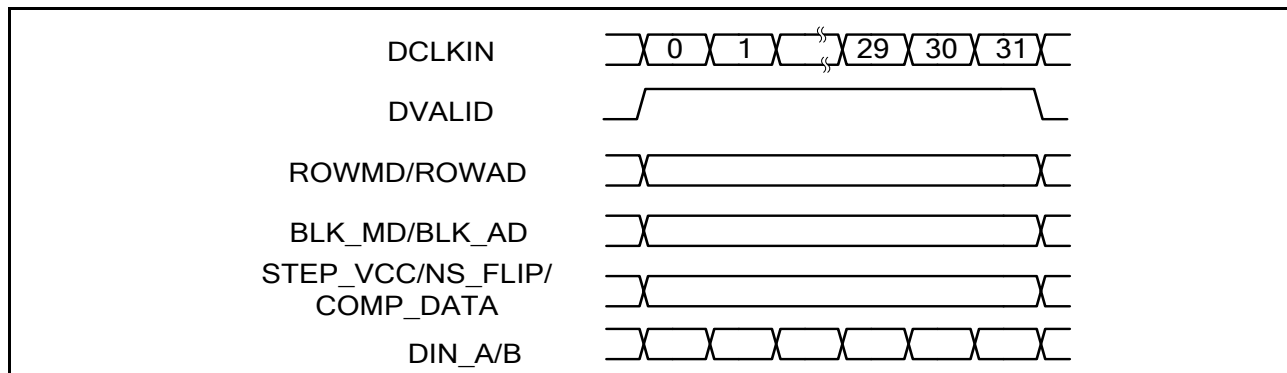 DCLKIN 0 1 29 30 31
DVALID
ROWMD/ROWAD
BLK_MD/BLK_AD
STEP_VCC/NS_FLIP/
COMP_DATA
DIN_A/B